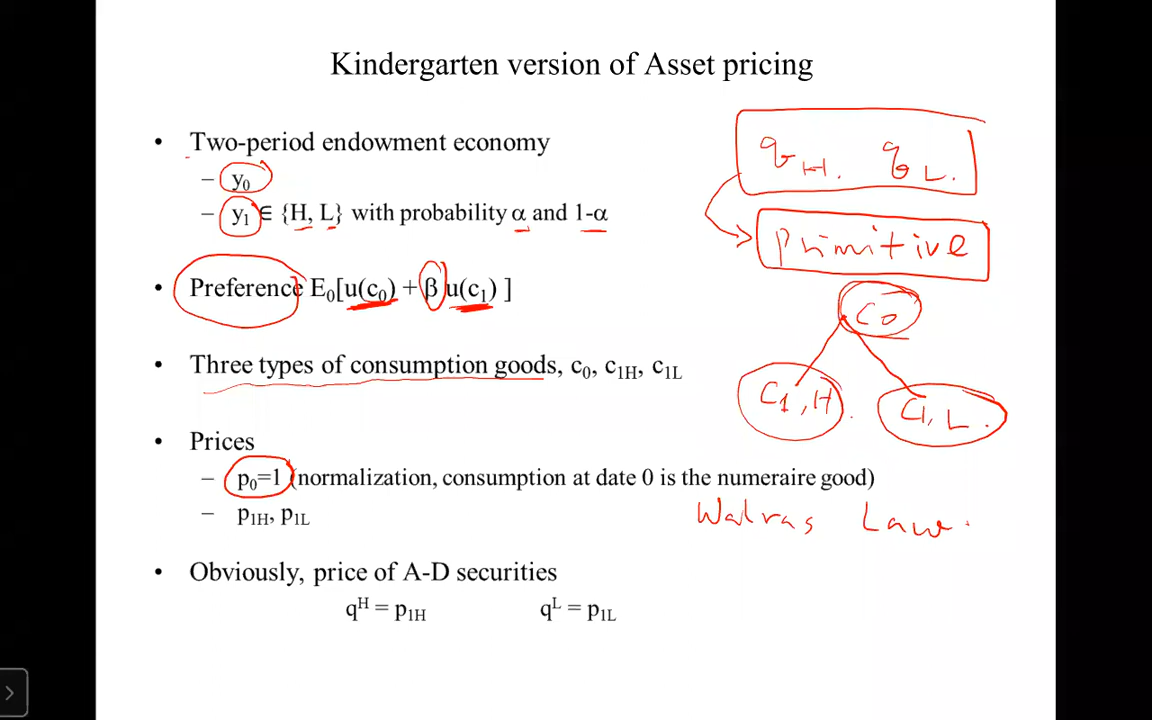 Kindergarten version of Asset pricing
• Two-period endowment economy
– y₀
– y₁ ∈ {H, L} with probability α and 1-α
• Preference E₀[u(c₀) + β u(c₁) ]
• Three types of consumption goods, c₀, c₁H, c₁L
• Prices
– p₀=1 (normalization, consumption at date 0 is the numeraire good)
– p₁H, p₁L
• Obviously, price of A-D securities
qᴴ = p₁H qᴸ = p₁L
qH. qL.
Primitive
C0
C1,H.
C1,L.
Walras Law.